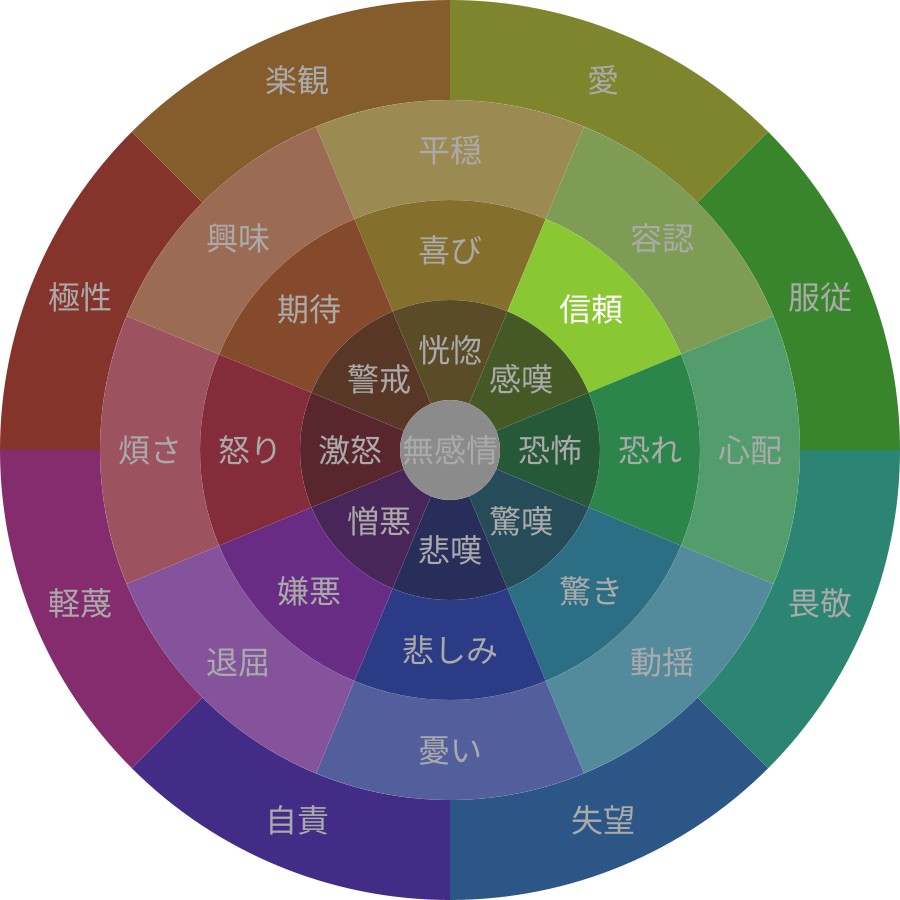 楽観
愛
平穏
興味
容認
喜び
極性
期待
信頼
服従
恍惚
警戒
感嘆
煩さ
怒り
激怒
無感情
恐怖
恐れ
心配
憎悪
驚嘆
悲嘆
軽蔑
嫌悪
驚き
畏敬
退屈
悲しみ
動揺
憂い
自責
失望